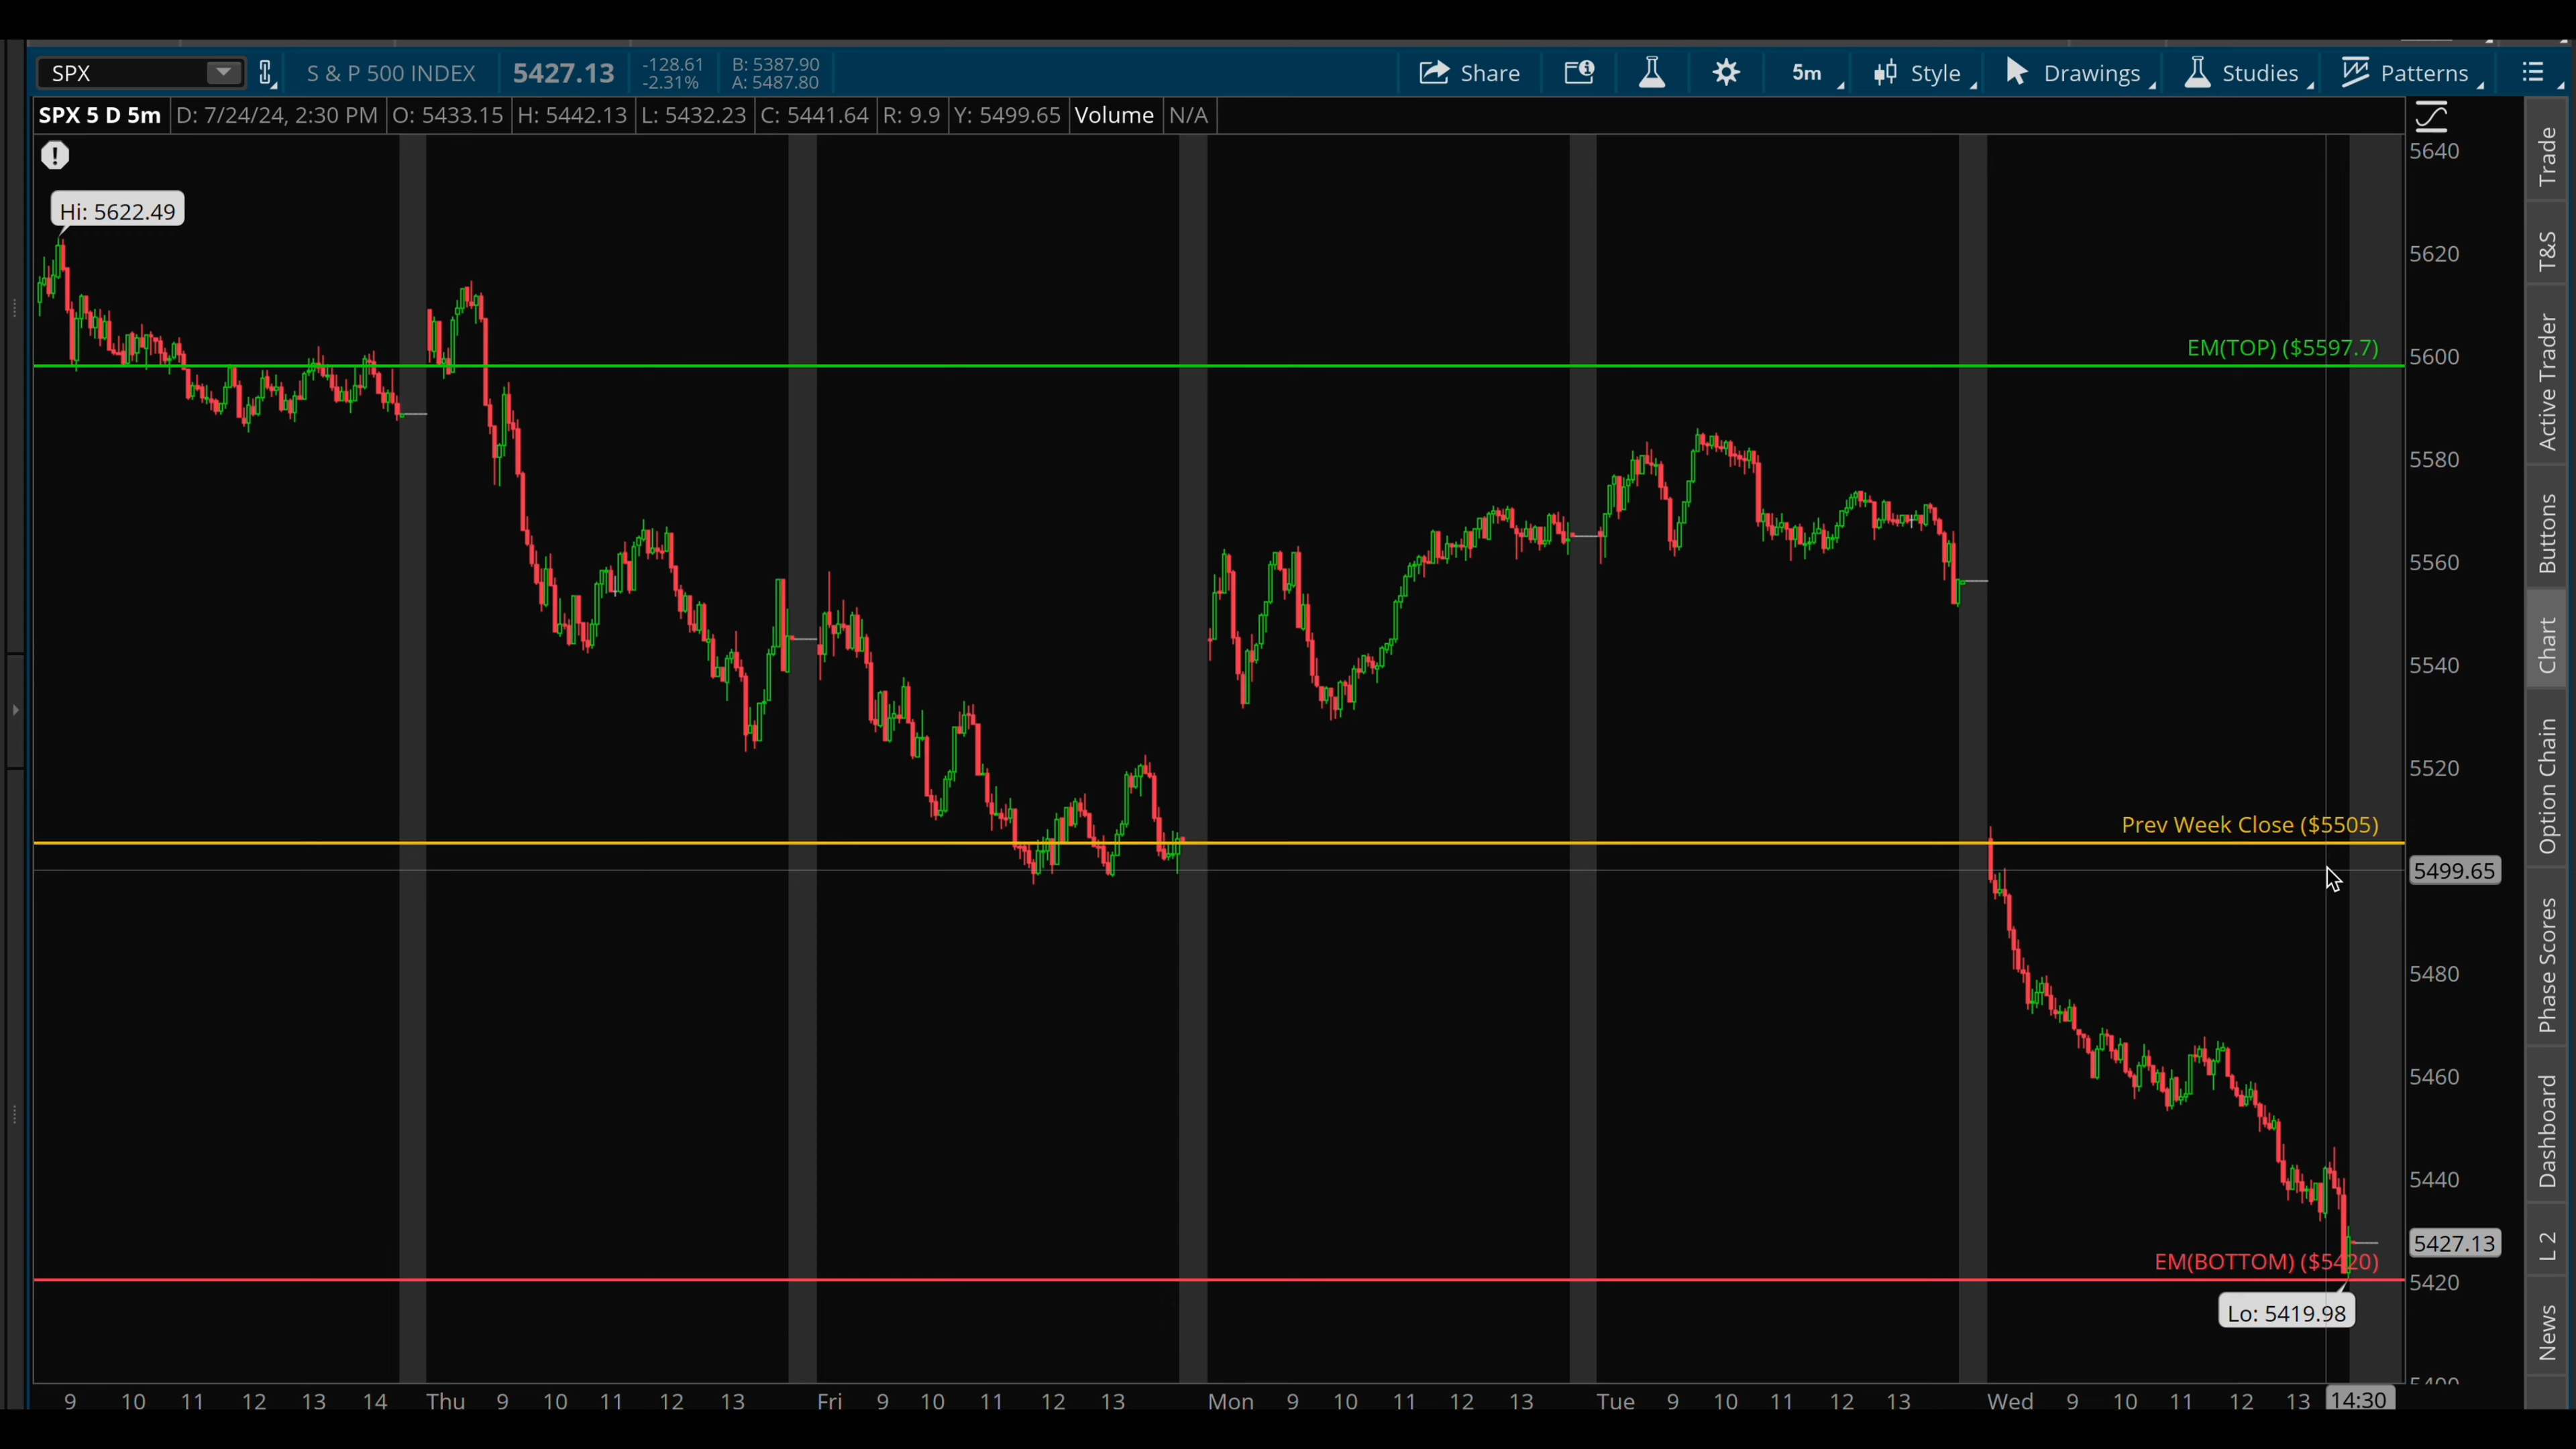 SPX
S & P 500 INDEX
5427.13
-128.61
-2.31%
B: 5387.90
A: 5487.80
Share
5m
Style
Drawings
Studies
Patterns
SPX 5 D 5m
D: 7/24/24, 2:30 PM
O: 5433.15
H: 5442.13
L: 5432.23
C: 5441.64
R: 9.9
Y: 5499.65
Volume
N/A
Hi: 5622.49
EM(TOP) ($5597.7)
Prev Week Close ($5505)
EM(BOTTOM) ($5420)
Lo: 5419.98
5640
5620
5600
5580
5560
5540
5520
5499.65
5480
5460
5440
5427.13
5420
5400
9 10 11 12 13 14 Thu 9 10 11 12 13 Fri 9 10 11 12 13 Mon 9 10 11 12 13 Tue 9 10 11 12 13 Wed 9 10 11 12 13 14:30
Trade
T&S
Active Trader
Buttons
Chart
Option Chain
Phase Scores
Dashboard
L 2
News